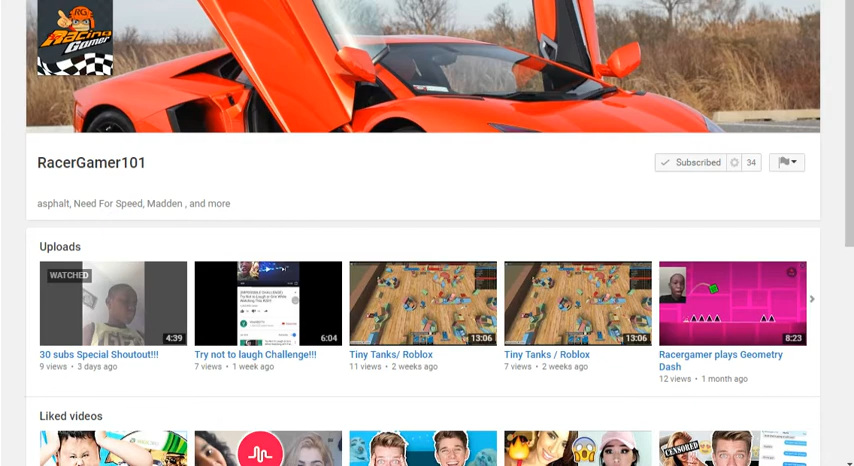 RG
Racing
Gamer
RacerGamer101
Subscribed 34
asphalt, Need For Speed, Madden , and more
Uploads
WATCHED
4:39
6:04
13:06
13:06
8:23
30 subs Special Shoutout!!!
9 views • 3 days ago
Try not to laugh Challenge!!!
7 views • 1 week ago
Tiny Tanks/ Roblox
11 views • 2 weeks ago
Tiny Tanks / Roblox
7 views • 2 weeks ago
Racergamer plays Geometry
Dash
12 views • 1 month ago
Liked videos
CENSORED